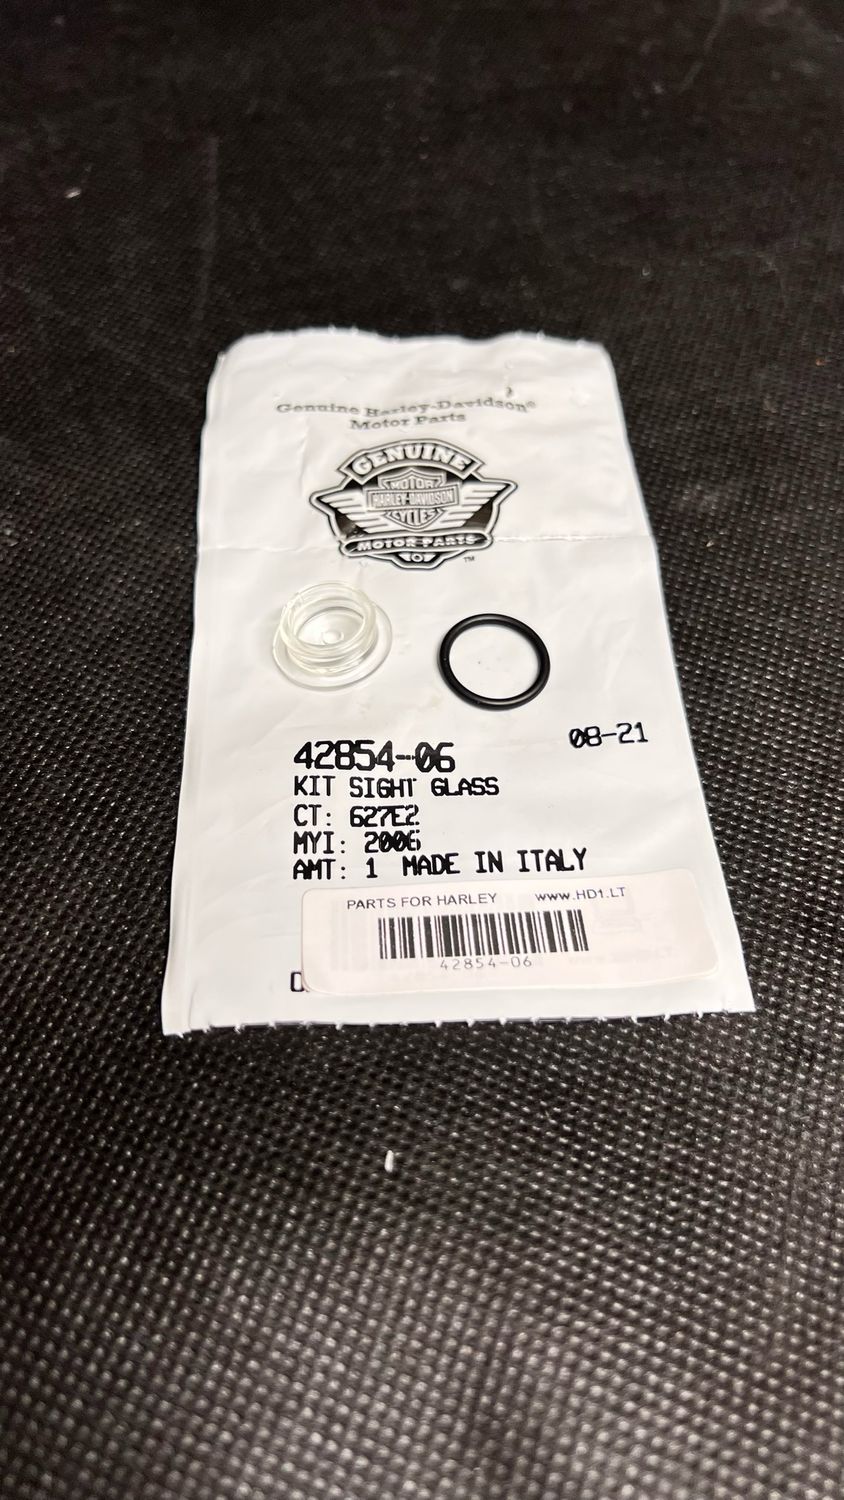 Genuine Harley-Davidson®
Motor Parts
GENUINE
MOTOR
HARLEY-DAVIDSON
CYCLES
MOTOR PARTS
™
08-21
42854-06
KIT SIGHT GLASS
CT: 627E2
MYI: 2006
AMT: 1 MADE IN ITALY
PARTS FOR HARLEY WWW.HD1.LT
42854-06